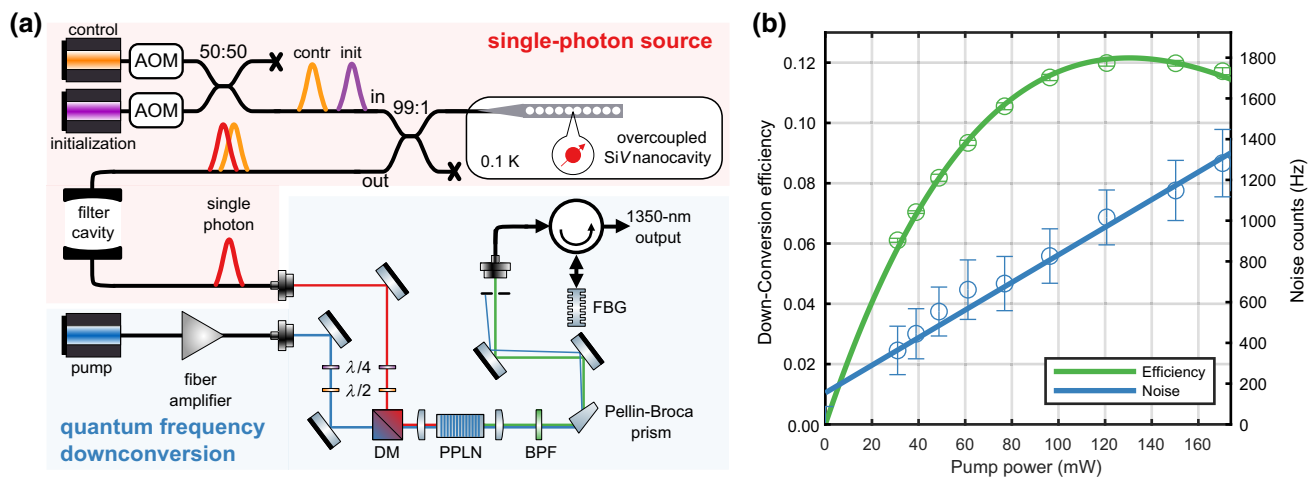 (a)
control
AOM
50:50
contr
init
single-photon source
initialization
AOM
in
99:1
overcoupled
SiV nanocavity
0.1 K
out
filter
cavity
single
photon
1350-nm
output
FBG
pump
fiber
amplifier
λ/4
λ/2
Pellin-Broca
prism
DM
PPLN
BPF
quantum frequency
downconversion
(b)
Down-Conversion efficiency
0.12
0.10
0.08
0.06
0.04
0.02
0.00
0
20
40
60
80
100
120
140
160
Pump power (mW)
Efficiency
Noise
1800
1600
1400
1200
1000
800
600
400
200
0
Noise counts (Hz)